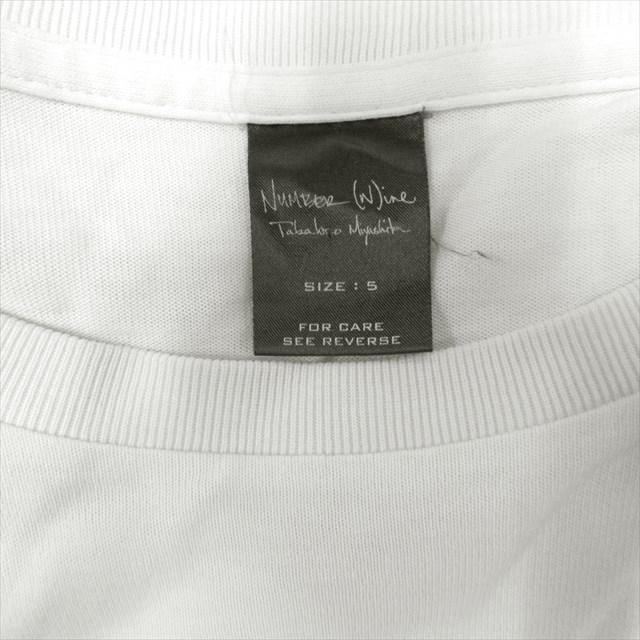 NUMBER (N)ine
Takahiro Miyashita
SIZE : 5
FOR CARE
SEE REVERSE